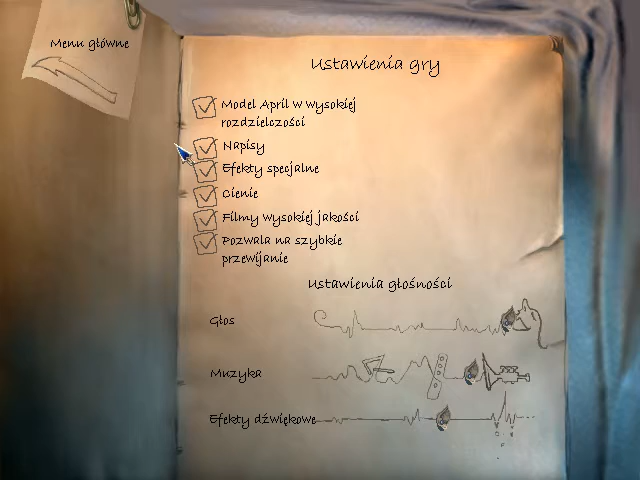 Menu główne
Ustawienia gry
Model April w wysokiej
rozdzielczości
Napisy
Efekty specjalne
Cienie
Filmy wysokiej jakości
Pozwala na szybkie
przewijanie
Ustawienia głośności
Głos
Muzyka
Efekty dźwiękowe